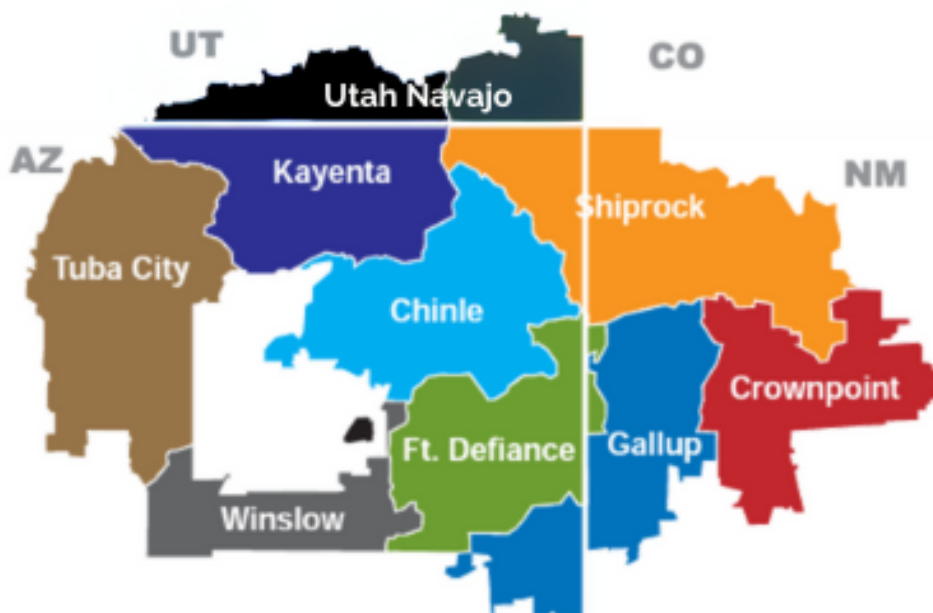 UT
CO
Utah Navajo
AZ
Kayenta
NM
Shiprock
Tuba City
Chinle
Crownpoint
Ft. Defiance
Gallup
Winslow